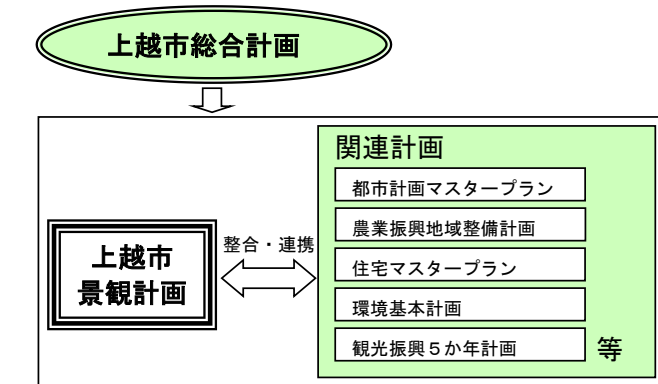 上越市総合計画
関連計画
都市計画マスタープラン
農業振興地域整備計画
住宅マスタープラン
環境基本計画
観光振興５か年計画
等
整合・連携
上越市
景観計画